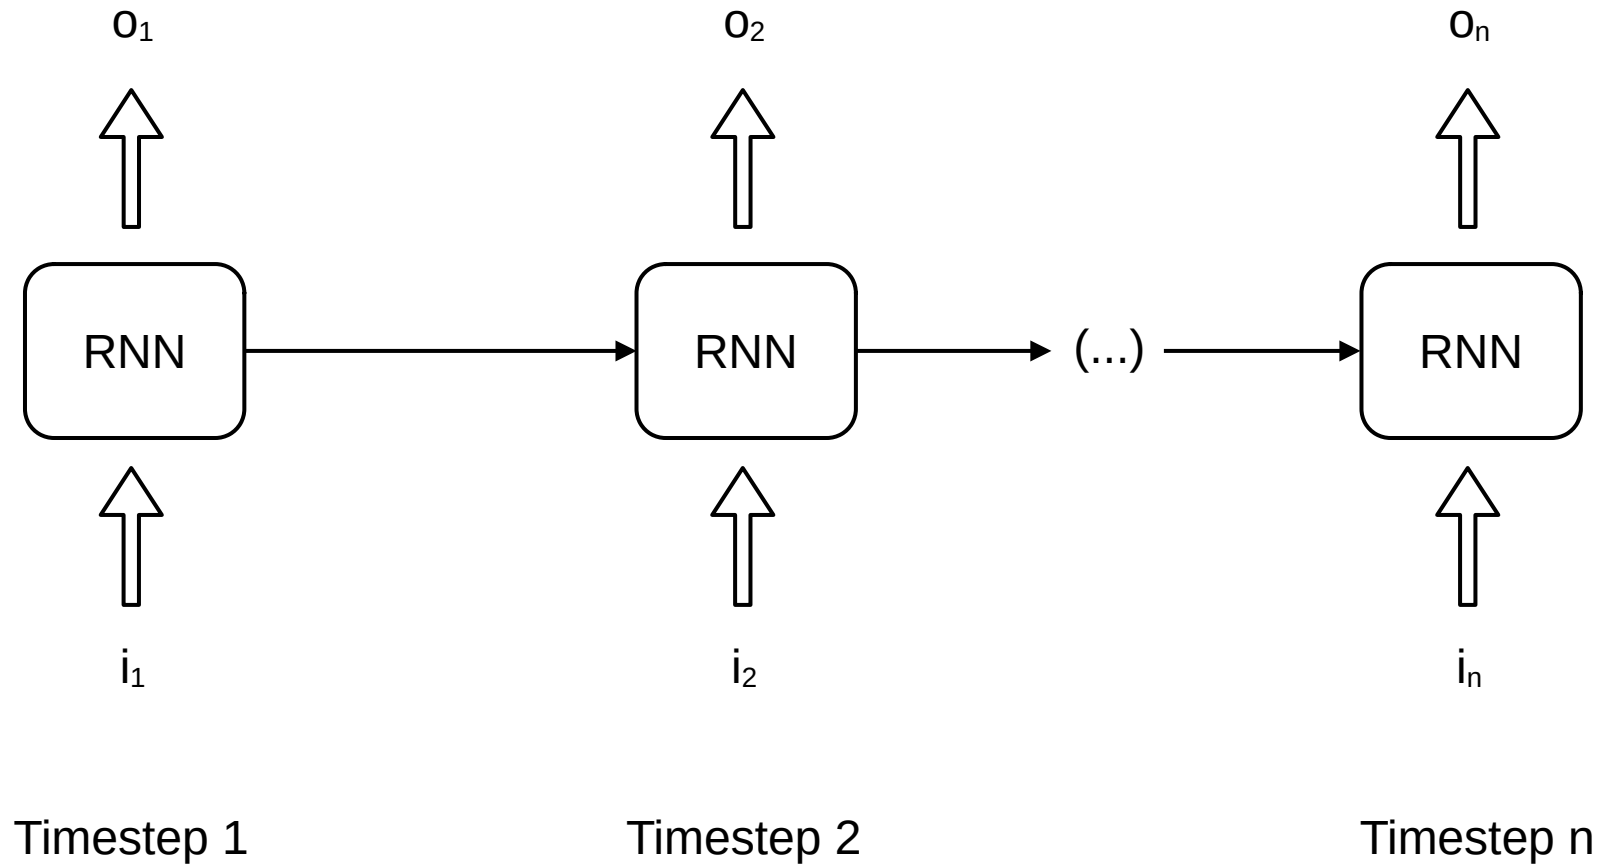 o₁ o₂ oₙ
RNN RNN (...) RNN
i₁ i₂ iₙ
Timestep 1 Timestep 2 Timestep n